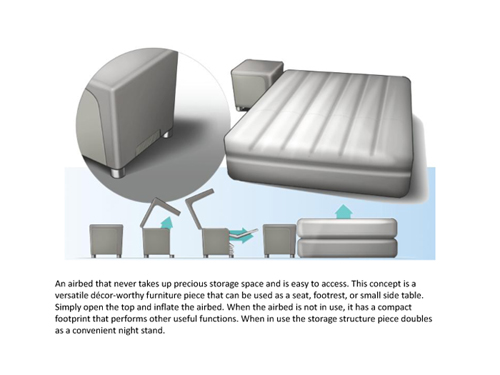 An airbed that never takes up precious storage space and is easy to access. This concept is a
versatile décor-worthy furniture piece that can be used as a seat, footrest, or small side table.
Simply open the top and inflate the airbed. When the airbed is not in use, it has a compact
footprint that performs other useful functions. When in use the storage structure piece doubles
as a convenient night stand.